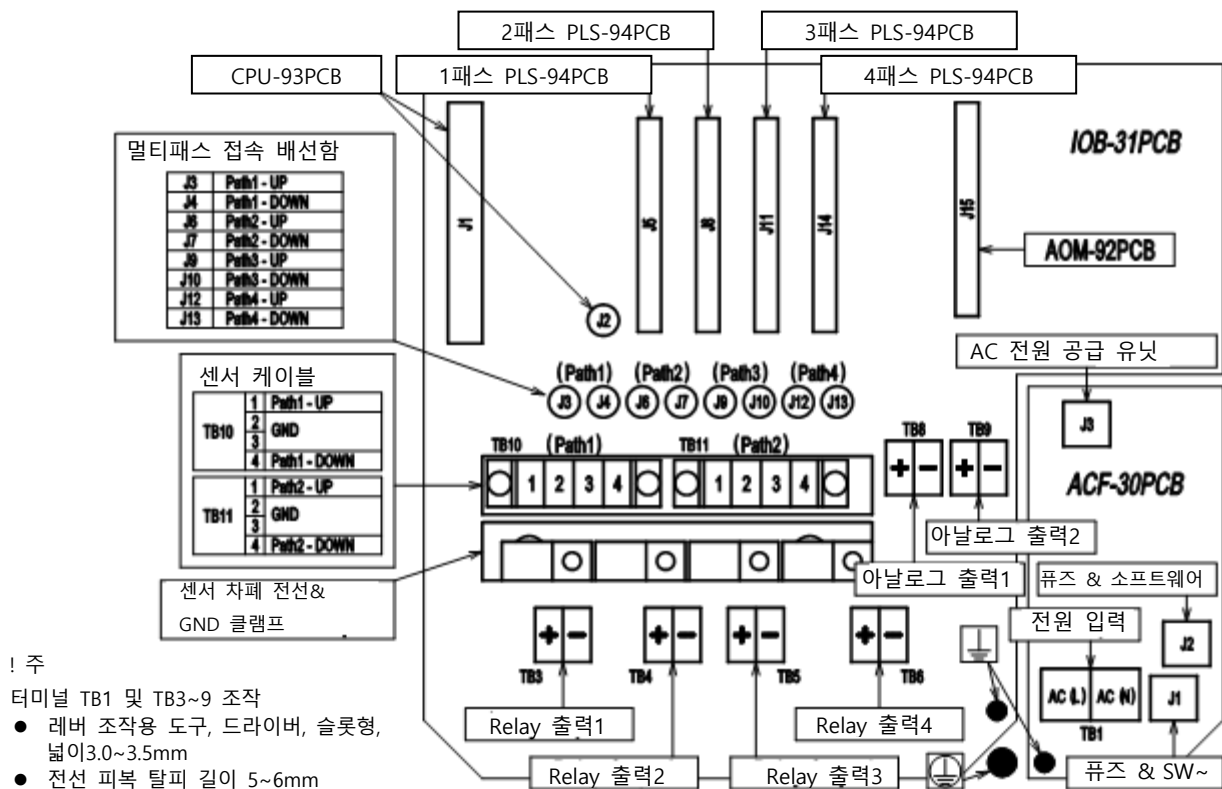 2패스 PLS-94PCB
3패스 PLS-94PCB
CPU-93PCB
1패스 PLS-94PCB
4패스 PLS-94PCB
IOB-31PCB
멀티패스 접속 배선함
J3 Path1 - UP
J4 Path1 - DOWN
J6 Path2 - UP
J7 Path2 - DOWN
J9 Path3 - UP
J10 Path3 - DOWN
J12 Path4 - UP
J13 Path4 - DOWN
J1
J5
J8
J11
J14
J15
AOM-92PCB
J2
AC 전원 공급 유닛
(Path1) (Path2) (Path3) (Path4)
J3 J4 J6 J7 J9 J10 J12 J13
J3
센서 케이블
TB10
1 Path1 - UP
2 GND
3
4 Path1 - DOWN
TB11
1 Path2 - UP
2 GND
3
4 Path2 - DOWN
TB10 (Path1) TB11 (Path2)
1 2 3 4 1 2 3 4
TB8 TB9
+ - + -
ACF-30PCB
아날로그 출력2
아날로그 출력1
퓨즈 & 소프트웨어
센서 차폐 전선&
GND 클램프
전원 입력
J2
+ - + - + - + -
TB3 TB4 TB5 TB6
AC (L) AC (N) J1
TB1
Relay 출력1
Relay 출력4
Relay 출력2
Relay 출력3
퓨즈 & SW~
! 주
터미널 TB1 및 TB3~9 조작
● 레버 조작용 도구, 드라이버, 슬롯형,
넓이3.0~3.5mm
● 전선 피복 탈피 길이 5~6mm